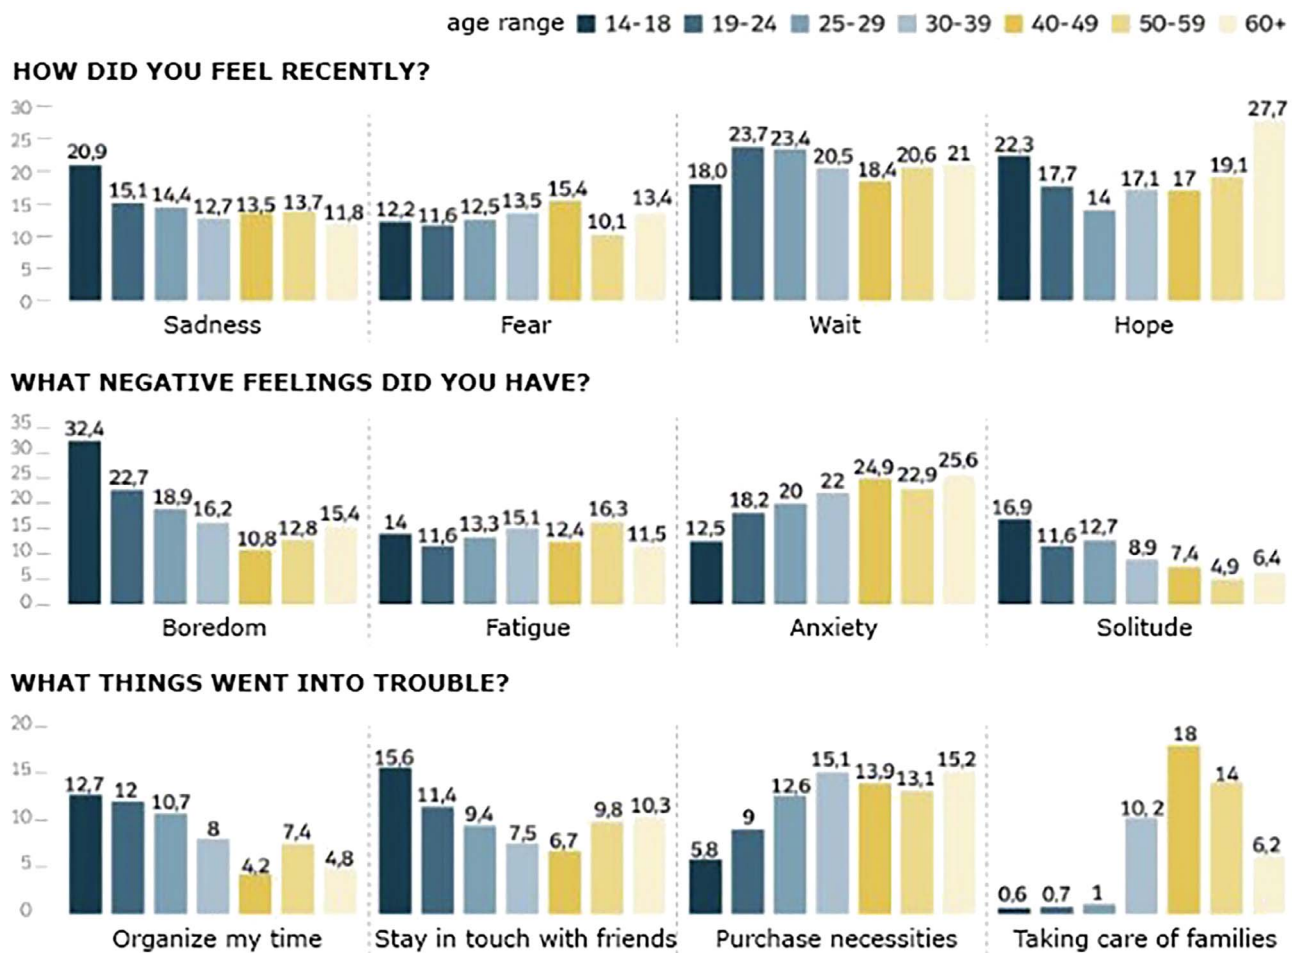 age range 14-18 19-24 25-29 30-39 40-49 50-59 60+
HOW DID YOU FEEL RECENTLY?
30
25
20
15
10
5
0
20,9 15,1 14,4 12,7 13,5 13,7 11,8
12,2 11,6 12,5 13,5 15,4 10,1 13,4
18,0 23,7 23,4 20,5 18,4 20,6 21
22,3 17,7 14 17,1 17 19,1 27,7
Sadness Fear Wait Hope
WHAT NEGATIVE FEELINGS DID YOU HAVE?
35
30
25
20
15
10
5
0
32,4 22,7 18,9 16,2 10,8 12,8 15,4
14 11,6 13,3 15,1 12,4 16,3 11,5
12,5 18,2 20 22 24,9 22,9 25,6
16,9 11,6 12,7 8,9 7,4 4,9 6,4
Boredom Fatigue Anxiety Solitude
WHAT THINGS WENT INTO TROUBLE?
20
15
10
5
0
12,7 12 10,7 8 4,2 7,4 4,8
15,6 11,4 9,4 7,5 6,7 9,8 10,3
5,8 9 12,6 15,1 13,9 13,1 15,2
0,6 0,7 1 10, 2 18 14 6,2
Organize my time Stay in touch with friends Purchase necessities Taking care of families